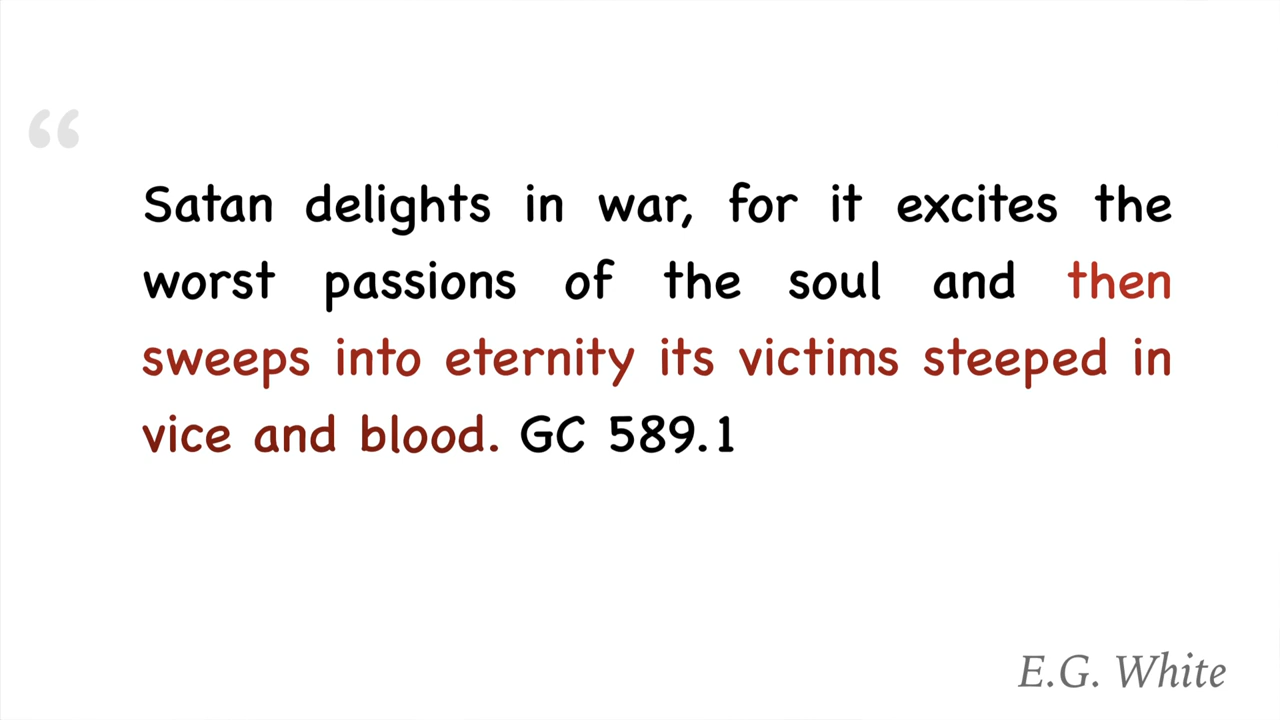 “
Satan delights in war, for it excites the
worst passions of the soul and then
sweeps into eternity its victims steeped in
vice and blood. GC 589.1
E.G. White